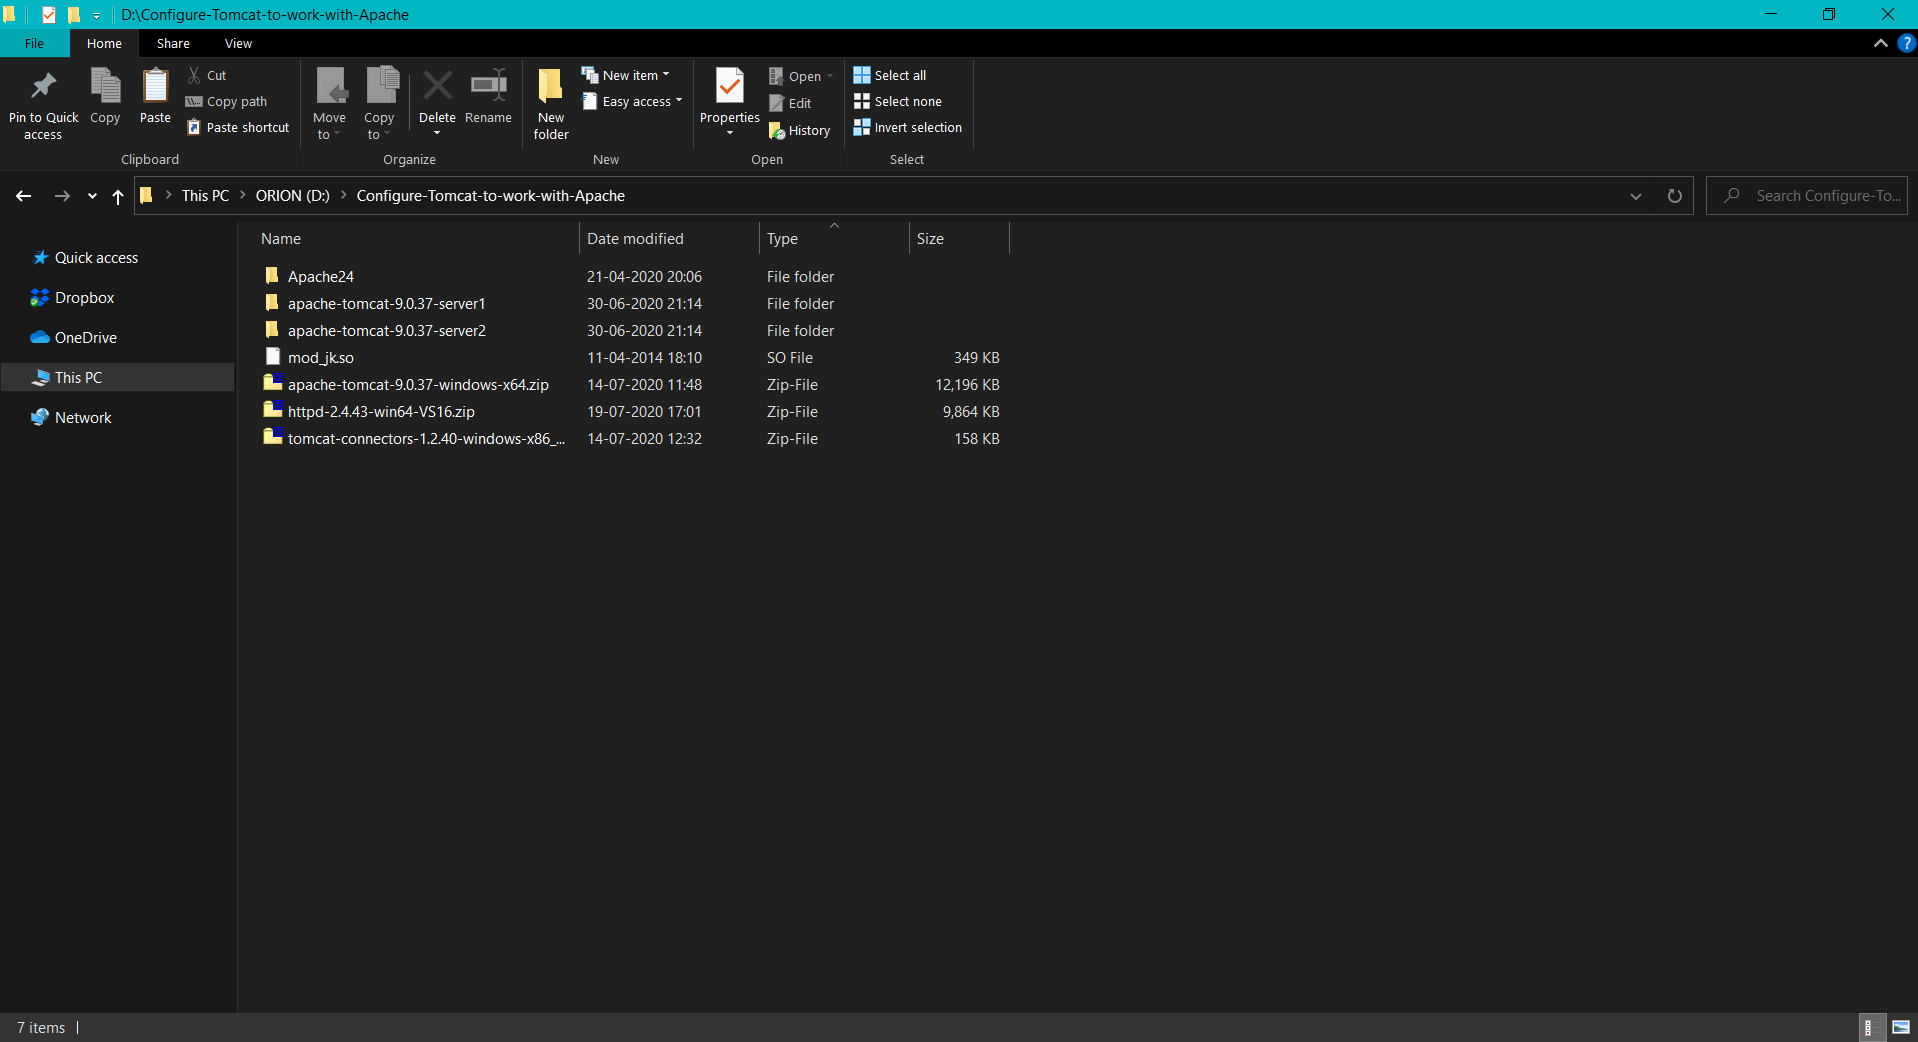 D:\Configure-Tomcat-to-work-with-Apache
File Home Share View
Pin to Quick access
Copy
Paste
Cut
Copy path
Paste shortcut
Clipboard
Move to
Copy to
Delete
Rename
Organize
New folder
New item
Easy access
New
Properties
Open
Edit
History
Open
Select all
Select none
Invert selection
Select
This PC ORION (D:) Configure-Tomcat-to-work-with-Apache
Search Configure-To...
Quick access
Dropbox
OneDrive
This PC
Network
Name Date modified Type Size
Apache24 21-04-2020 20:06 File folder
apache-tomcat-9.0.37-server1 30-06-2020 21:14 File folder
apache-tomcat-9.0.37-server2 30-06-2020 21:14 File folder
mod_jk.so 11-04-2014 18:10 SO File 349 KB
apache-tomcat-9.0.37-windows-x64.zip 14-07-2020 11:48 Zip-File 12,196 KB
httpd-2.4.43-win64-VS16.zip 19-07-2020 17:01 Zip-File 9,864 KB
tomcat-connectors-1.2.40-windows-x86_... 14-07-2020 12:32 Zip-File 158 KB
7 items